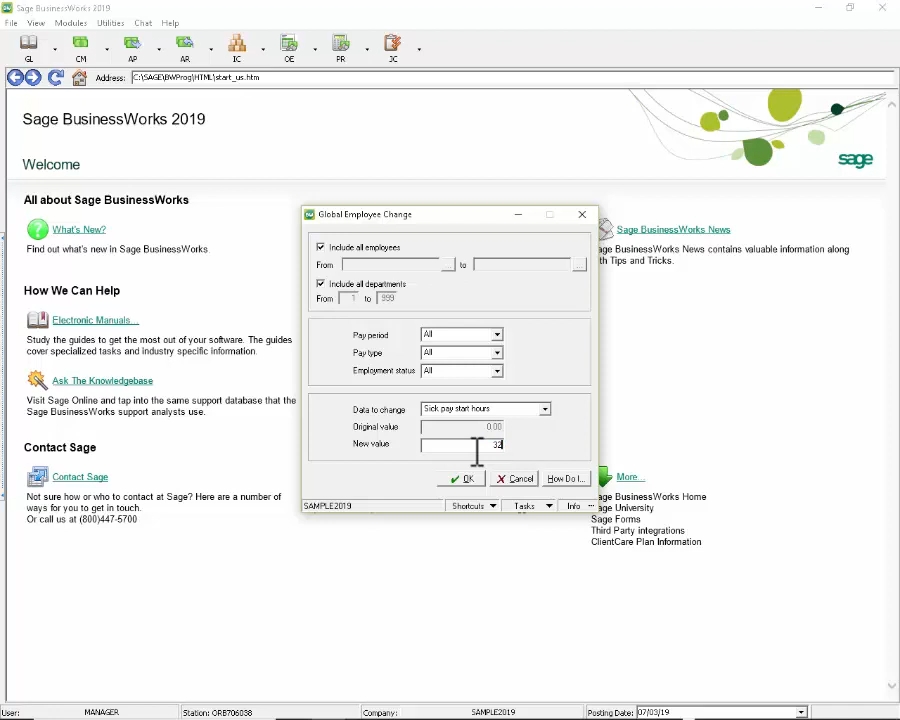 Sage BusinessWorks 2019
File View Modules Utilities Chat Help
GL CM AP AR IC OE PR JC
Address: C:\SAGE\BWProg\HTML\start_us.htm
Sage BusinessWorks 2019
Welcome
sage
All about Sage BusinessWorks
What's New?
Find out what's new in Sage BusinessWorks.
How We Can Help
Electronic Manuals...
Study the guides to get the most out of your software. The guides
cover specialized tasks and industry specific information.
Ask The Knowledgebase
Visit Sage Online and tap into the same support database that the
Sage BusinessWorks support analysts use.
Contact Sage
Contact Sage
Not sure how or who to contact at Sage? Here are a number of
ways for you to get in touch.
Or call us at (800)447-5700
Global Employee Change
Include all employees
From ... to ...
Include all departments
From 1 to 999
Pay period All
Pay type All
Employment status All
Data to change Sick pay start hours
Original value 0.00
New value 32
OK Cancel How Do I...
SAMPLE2019 Shortcuts Tasks Info ...
Sage BusinessWorks News
age BusinessWorks News contains valuable information along
th Tips and Tricks.
More...
age BusinessWorks Home
age University
Sage Forms
Third Party integrations
ClientCare Plan Information
User: MANAGER Station: ORB706038 Company: SAMPLE2019 Posting Date: 07/03/19